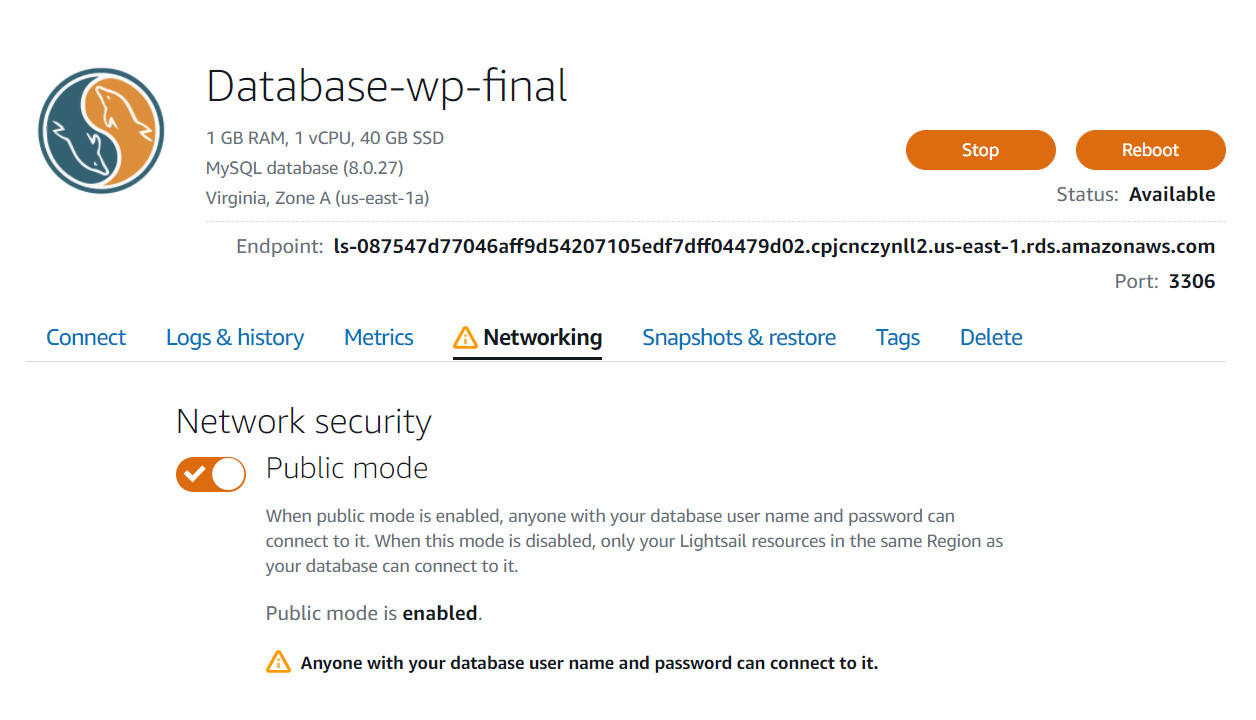 Database-wp-final
1 GB RAM, 1 vCPU, 40 GB SSD
MySQL database (8.0.27)
Virginia, Zone A (us-east-1a)
Stop
Reboot
Status: Available
Endpoint: ls-087547d77046aff9d54207105edf7dff04479d02.cpjcnczynll2.us-east-1.rds.amazonaws.com
Port: 3306
Connect
Logs & history
Metrics
Networking
Snapshots & restore
Tags
Delete
Network security
Public mode
When public mode is enabled, anyone with your database user name and password can
connect to it. When this mode is disabled, only your Lightsail resources in the same Region as
your database can connect to it.
Public mode is enabled.
Anyone with your database user name and password can connect to it.